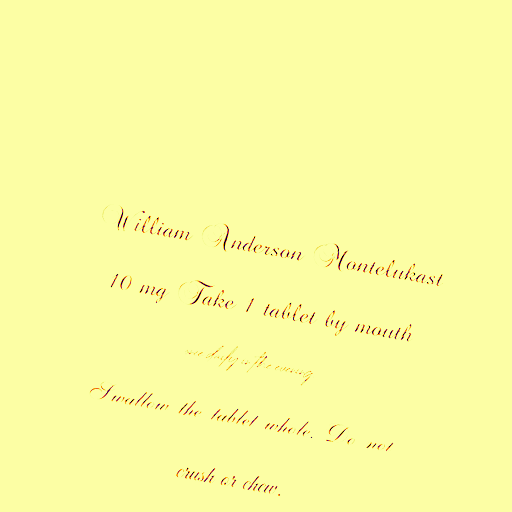 William Anderson Montelukast
10 mg Take 1 tablet by mouth
evening
Swallow the tablet whole. Do not
crush or chew.